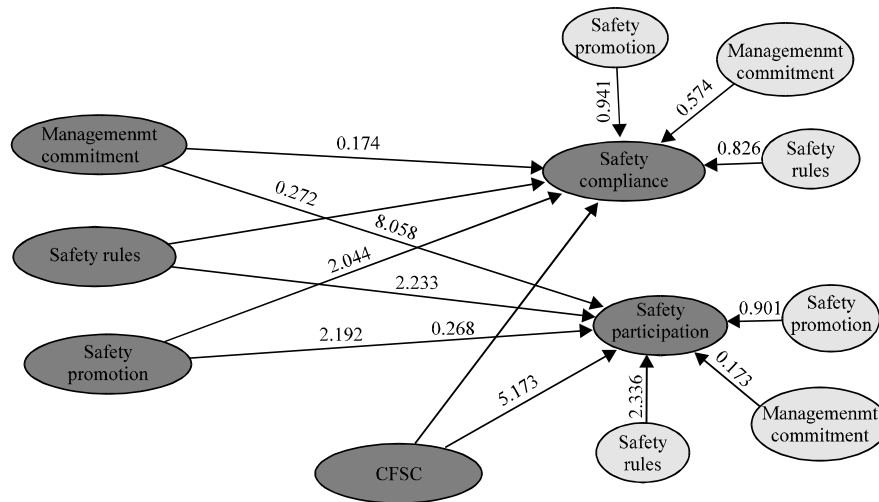 Safety
promotion
Managemenmt
commitment
0.941
0.574
Managemenmt
commitment
0.174
Safety
compliance
0.826
Safety
rules
0.272
8.058
Safety rules
2.044
2.233
Safety
promotion
0.901
Safety
participation
2.192
0.268
Safety
promotion
0.173
5.173
2.336
Managemenmt
commitment
Safety
rules
CFSC